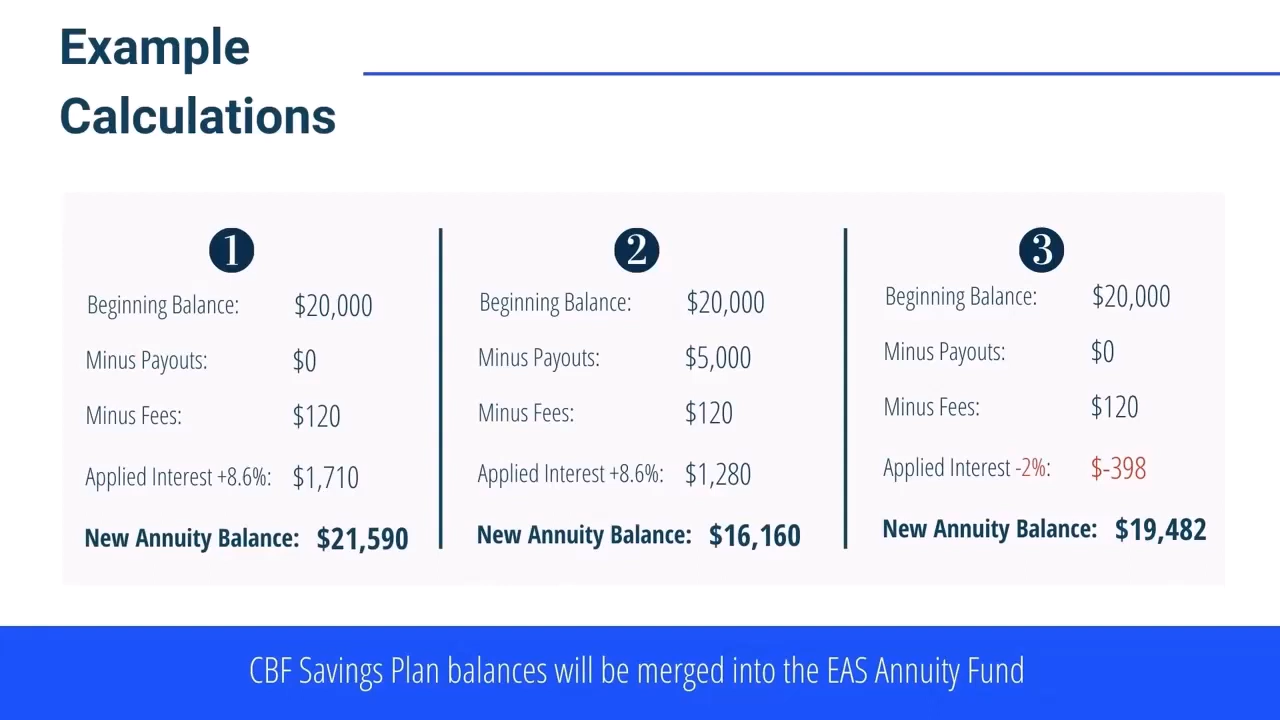 Example
Calculations
1
Beginning Balance: $20,000
Minus Payouts: $0
Minus Fees: $120
Applied Interest +8.6%: $1,710
New Annuity Balance: $21,590
2
Beginning Balance: $20,000
Minus Payouts: $5,000
Minus Fees: $120
Applied Interest +8.6%: $1,280
New Annuity Balance: $16,160
3
Beginning Balance: $20,000
Minus Payouts: $0
Minus Fees: $120
Applied Interest -2%: $-398
New Annuity Balance: $19,482
CBF Savings Plan balances will be merged into the EAS Annuity Fund